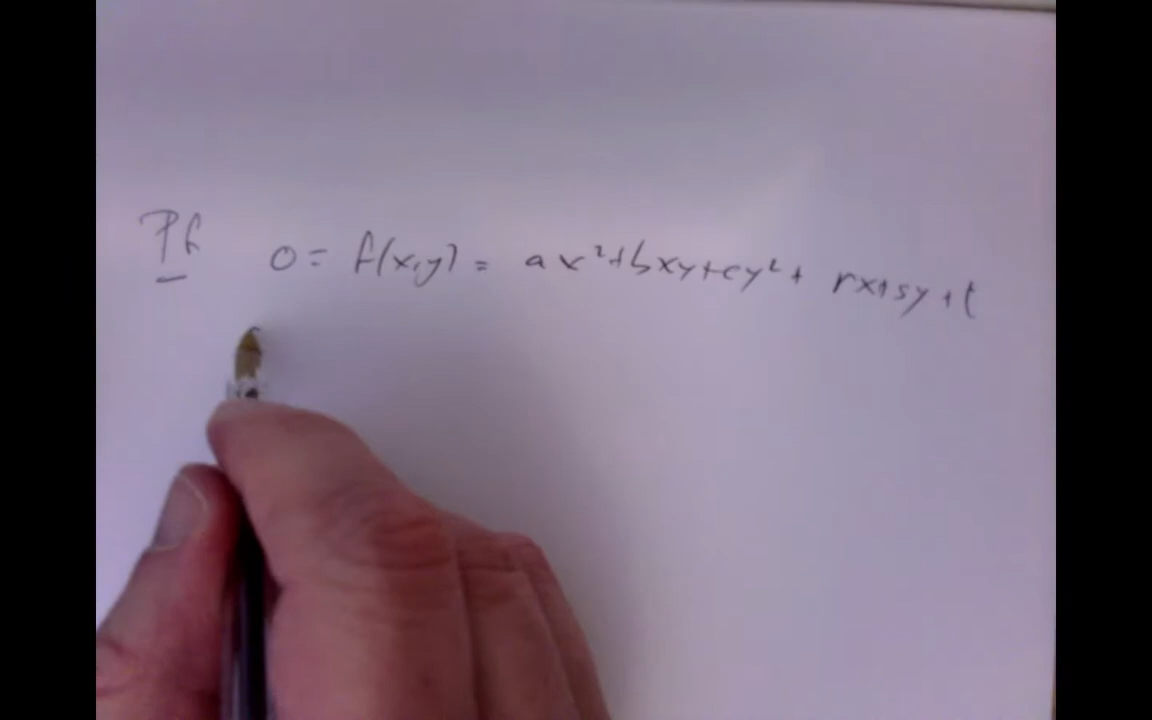 Pf 0 = f(x,y) = ax²+bxy+cy²+ rx+sy+t